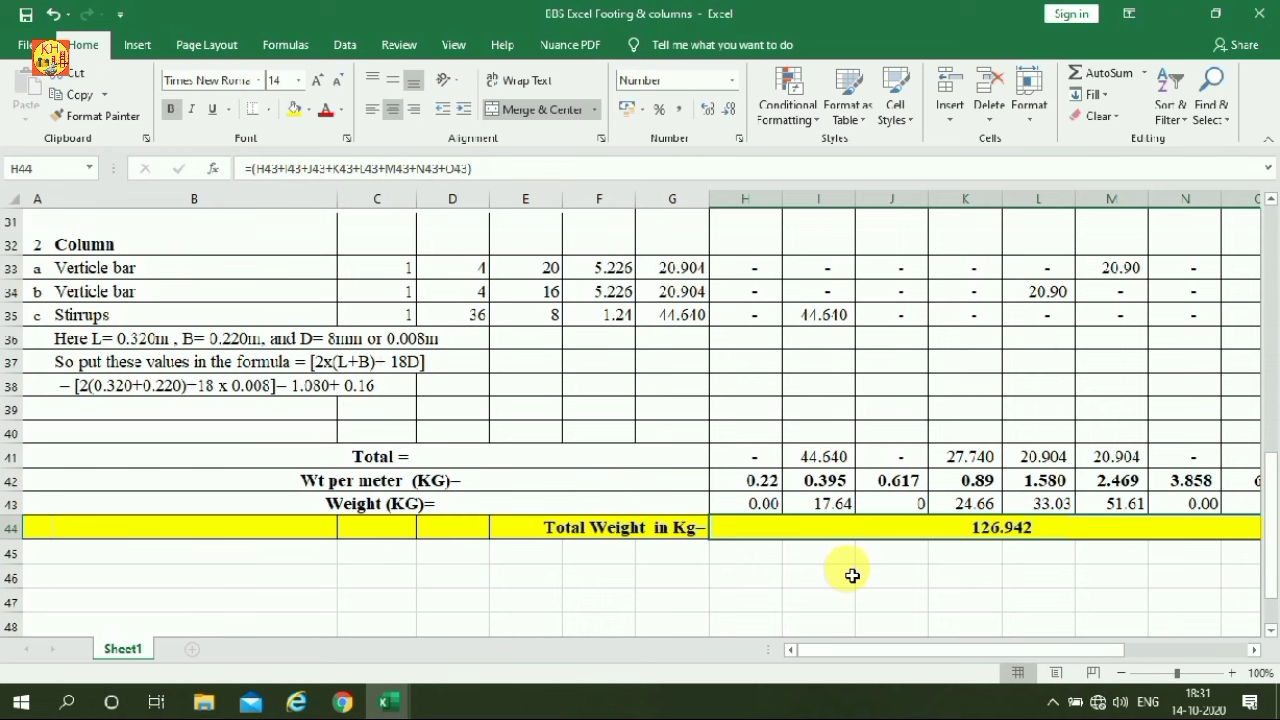 BBS Excel Footing & columns - Excel
Sign in
File Home Insert Page Layout Formulas Data Review View Help Nuance PDF Tell me what you want to do Share
KH
Paste Cut Copy Format Painter Clipboard
Times New Roma 14 B I U Font
Wrap Text Merge & Center Alignment
Number % Number
Conditional Formatting Format as Table Cell Styles Styles
Insert Delete Format Cells
AutoSum Fill Clear Sort & Filter Find & Select Editing
H44 fx =(H43+I43+J43+K43+L43+M43+N43+O43)
A B C D E F G H I J K L M N
31
32 2 Column
33 a Verticle bar 1 4 20 5.226 20.904 - - - - - 20.90 -
34 b Verticle bar 1 4 16 5.226 20.904 - - - - 20.90 - -
35 c Stirrups 1 36 8 1.24 44.640 - 44.640 - - - - -
36 Here L= 0.320m , B= 0.220m, and D= 8mm or 0.008m
37 So put these values in the formula = [2x(L+B)- 18D]
38 = [2(0.320+0.220)-18 x 0.008]= 1.080+ 0.16
39
40
41 Total = - 44.640 - 27.740 20.904 20.904 -
42 Wt per meter (KG)= 0.22 0.395 0.617 0.89 1.580 2.469 3.858 6
43 Weight (KG)= 0.00 17.64 0 24.66 33.03 51.61 0.00
44 Total Weight in Kg= 126.942
45
46
47
48
Sheet1
100%
ENG 18:31
14-10-2020